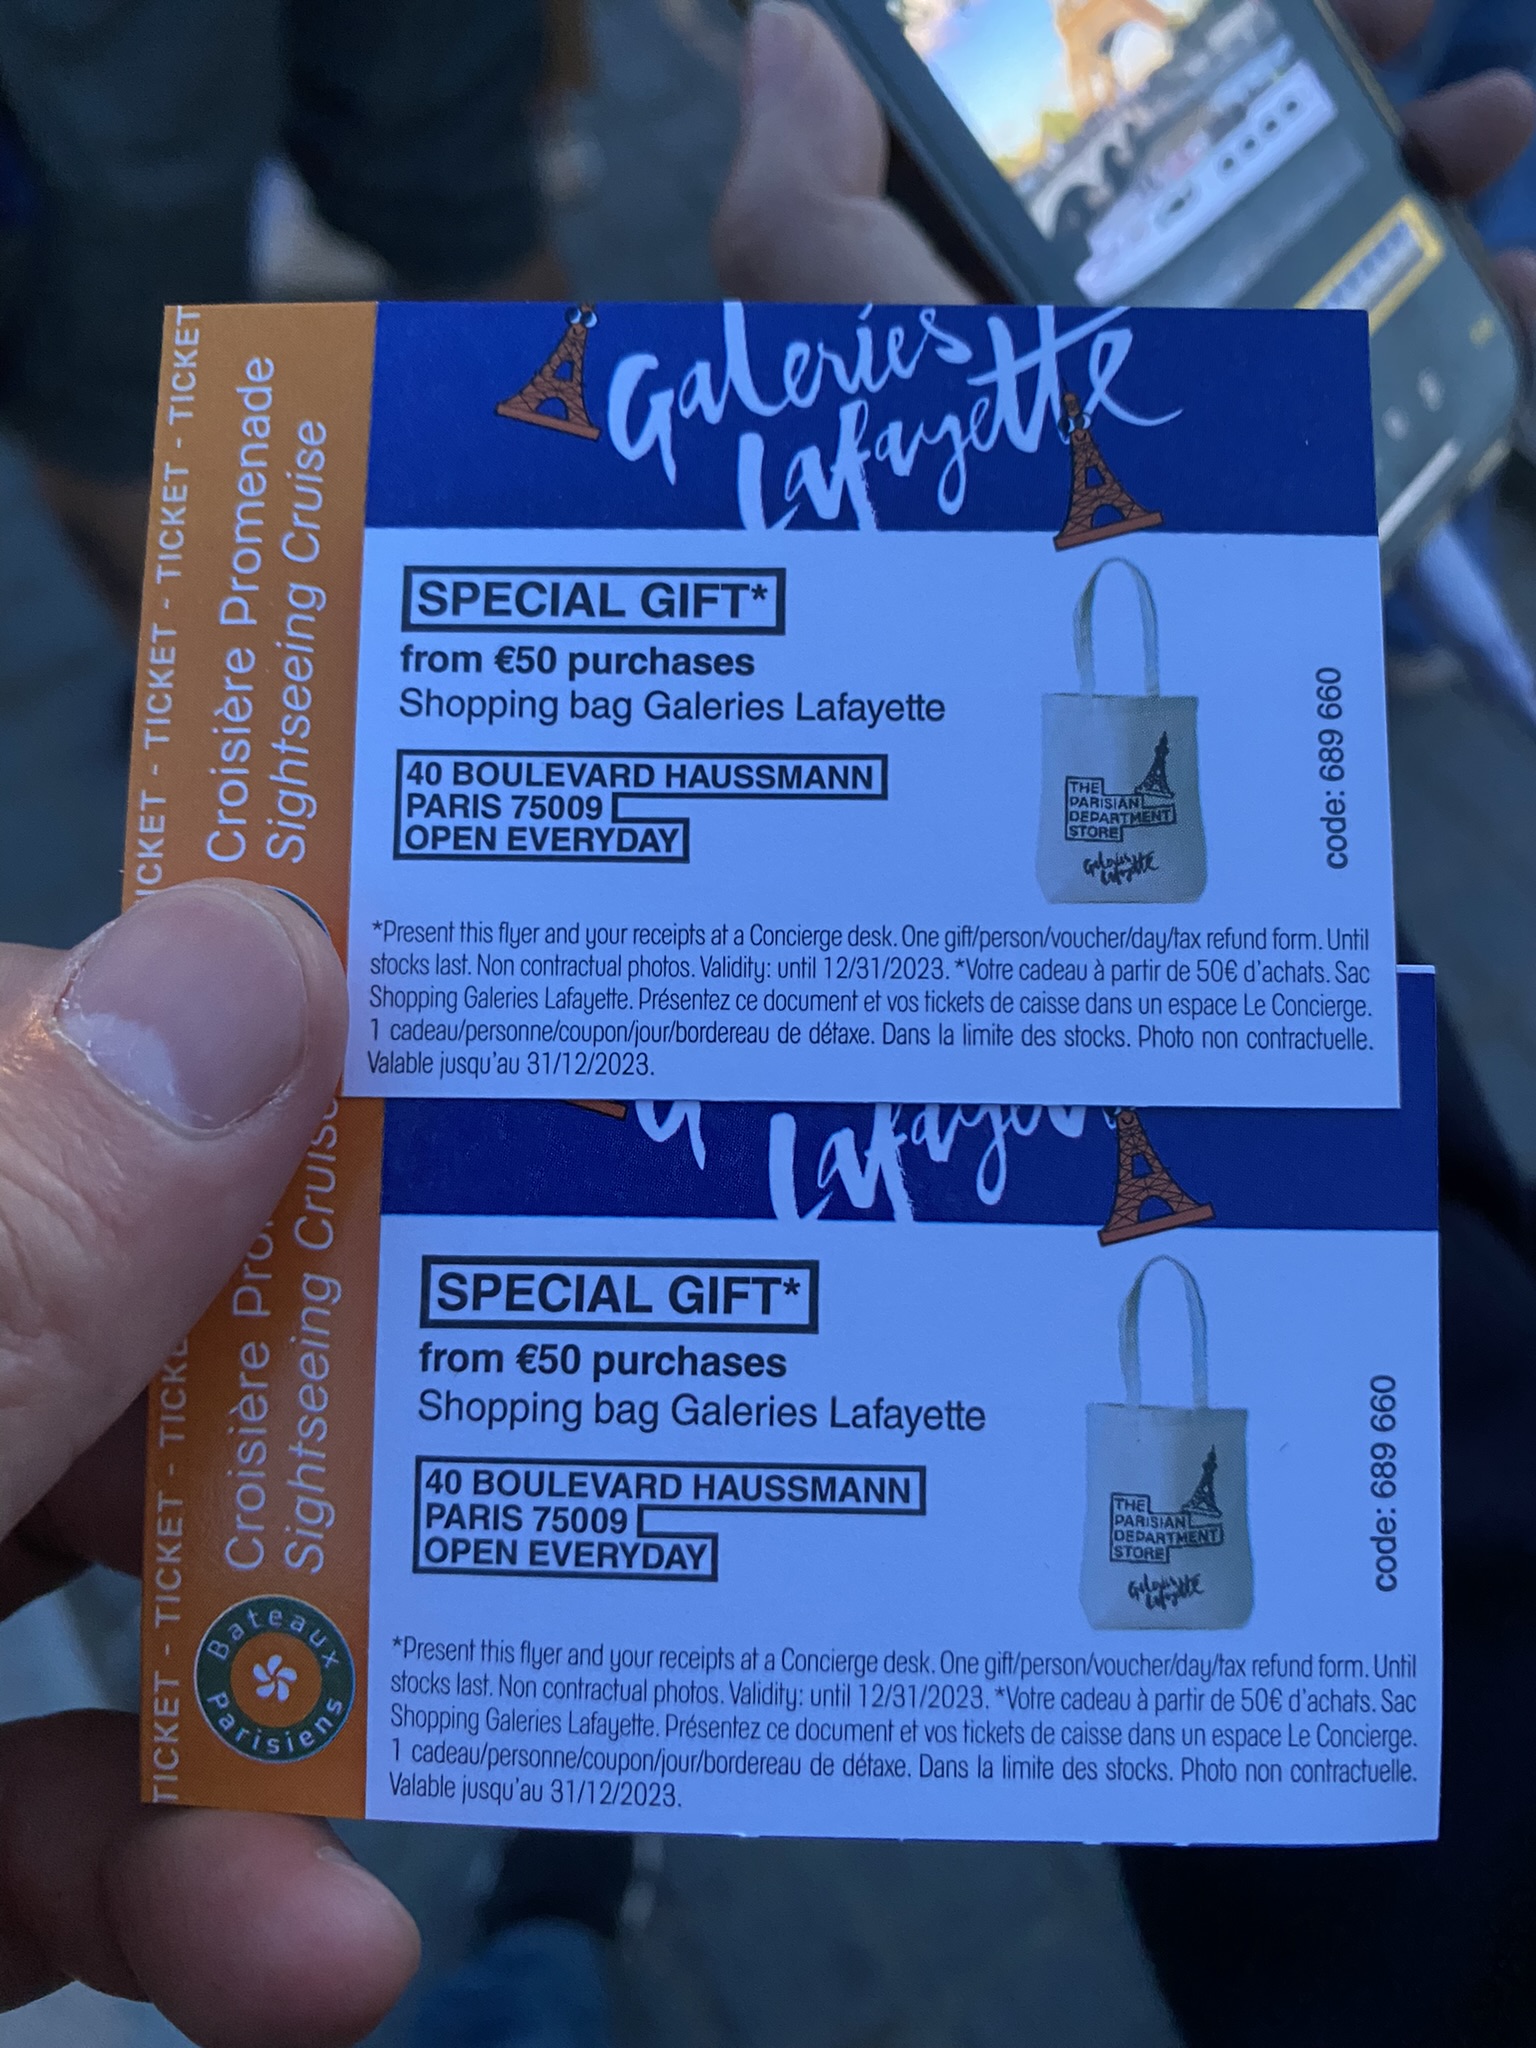 TICKET - TICKET - TICKET - TICKET
Croisière Promenade
Sightseeing Cruise
Galeries
Lafayette
SPECIAL GIFT*
from €50 purchases
Shopping bag Galeries Lafayette
40 BOULEVARD HAUSSMANN
PARIS 75009
OPEN EVERYDAY
THE
PARISIAN
DEPARTMENT
STORE
Galeries
Lafayette
code: 689 660
*Present this flyer and your receipts at a Concierge desk. One gift/person/voucher/day/tax refund form. Until
stocks last. Non contractual photos. Validity: until 12/31/2023. *Votre cadeau à partir de 50€ d'achats. Sac
Shopping Galeries Lafayette. Présentez ce document et vos tickets de caisse dans un espace Le Concierge.
1 cadeau/personne/coupon/jour/bordereau de détaxe. Dans la limite des stocks. Photo non contractuelle.
Valable jusqu'au 31/12/2023.
TICKET - TICKET - TICKE
Croisière Pro
Sightseeing Cruise
Bateaux
Parisiens
Lafaye
SPECIAL GIFT*
from €50 purchases
Shopping bag Galeries Lafayette
40 BOULEVARD HAUSSMANN
PARIS 75009
OPEN EVERYDAY
THE
PARISIAN
DEPARTMENT
STORE
Galeries
Lafayette
code: 689 660
*Present this flyer and your receipts at a Concierge desk. One gift/person/voucher/day/tax refund form. Until
stocks last. Non contractual photos. Validity: until 12/31/2023. *Votre cadeau à partir de 50€ d'achats. Sac
Shopping Galeries Lafayette. Présentez ce document et vos tickets de caisse dans un espace Le Concierge.
1 cadeau/personne/coupon/jour/bordereau de détaxe. Dans la limite des stocks. Photo non contractuelle.
Valable jusqu'au 31/12/2023.